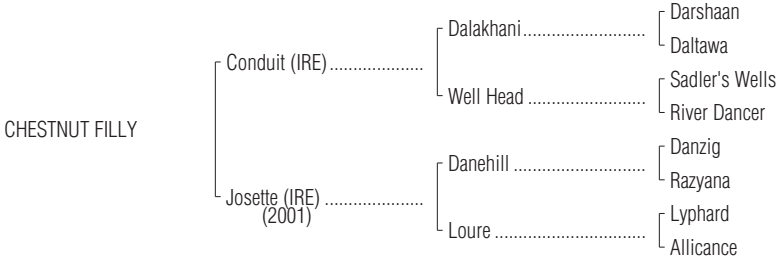 Darshaan
Dalakhani..............................
Daltawa
Conduit (IRE)......................
Sadler's Wells
Well Head .............................
River Dancer
CHESTNUT FILLY
Danzig
Danehill .................................
Razyana
Josette (IRE) .......................
(2001)
Lyphard
Loure .....................................
Allicance